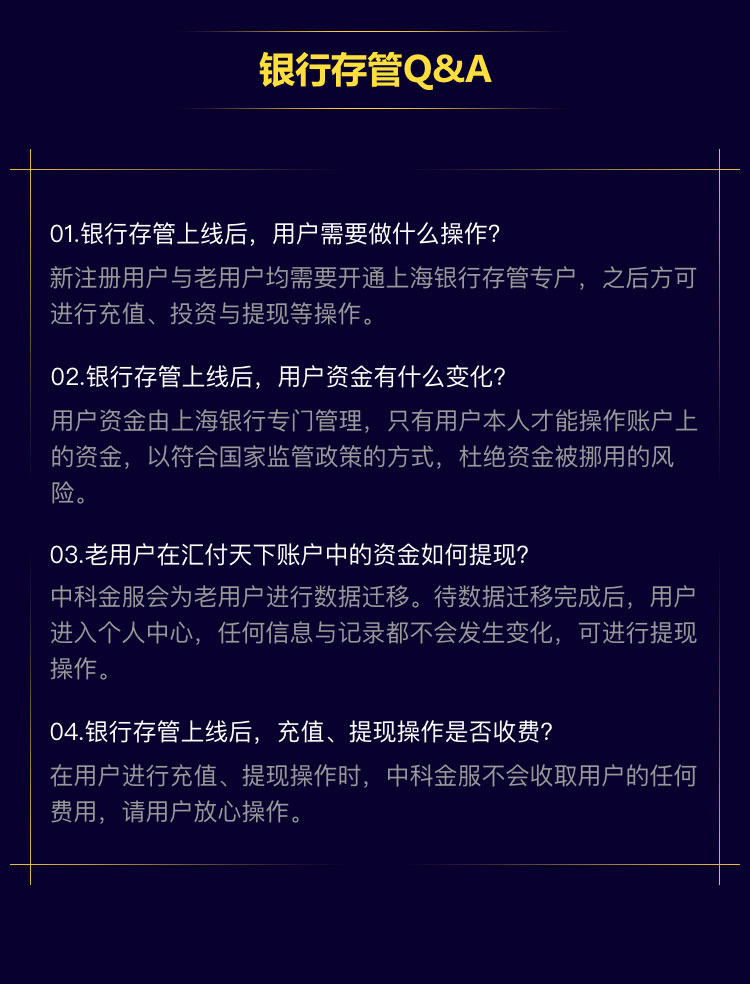 银行存管Q&A
01.银行存管上线后，用户需要做什么操作？
新注册用户与老用户均需要开通上海银行存管专户，之后方可
进行充值、投资与提现等操作。
02.银行存管上线后，用户资金有什么变化？
用户资金由上海银行专门管理，只有用户本人才能操作账户上
的资金，以符合国家监管政策的方式，杜绝资金被挪用的风
险。
03.老用户在汇付天下账户中的资金如何提现？
中科金服会为老用户进行数据迁移。待数据迁移完成后，用户
进入个人中心，任何信息与记录都不会发生变化，可进行提现
操作。
04.银行存管上线后，充值、提现操作是否收费？
在用户进行充值、提现操作时，中科金服不会收取用户的任何
费用，请用户放心操作。